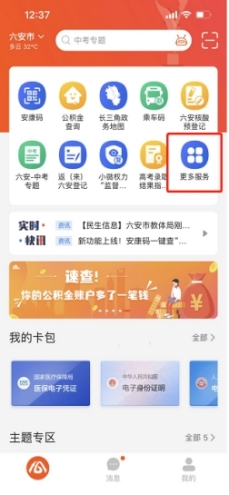 12:37
六安市
多云 32°C
中考专题
安康码
公积金
查询
长三角政
务地图
乘车码
六安核酸
预登记
中考
六安-中考
专题
返（来）
六安登记
小微权力
“监督...
高考录取
结果指...
更多服务
实时
快讯
资讯 【民生信息】六安市教体局刚...
资讯 新功能上线！安康码一键查“...
速查！
你的公积金账户多了一笔钱
我的卡包
全部 >
国家医疗保障局
医保电子凭证
中华人民共和国
电子身份证明
主题专区
全部 5 >
消息
我的